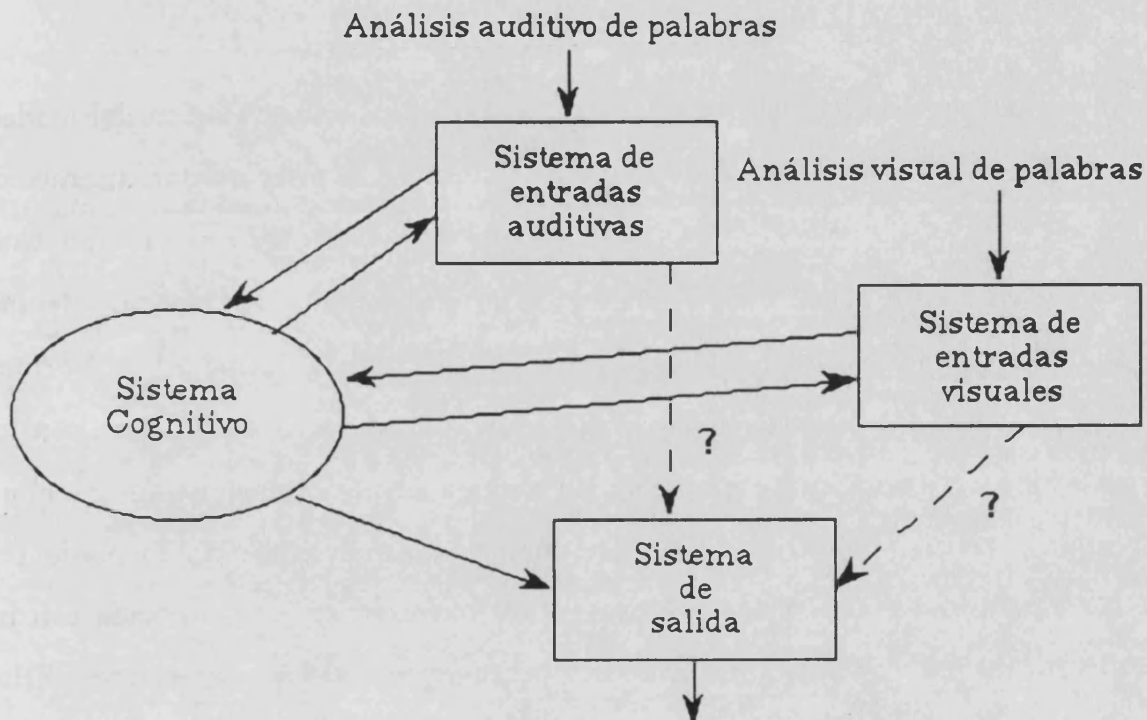 Análisis auditivo de palabras
Sistema de
entradas
auditivas
Análisis visual de palabras
Sistema de
entradas
visuales
Sistema
Cognitivo
?
?
Sistema
de
salida